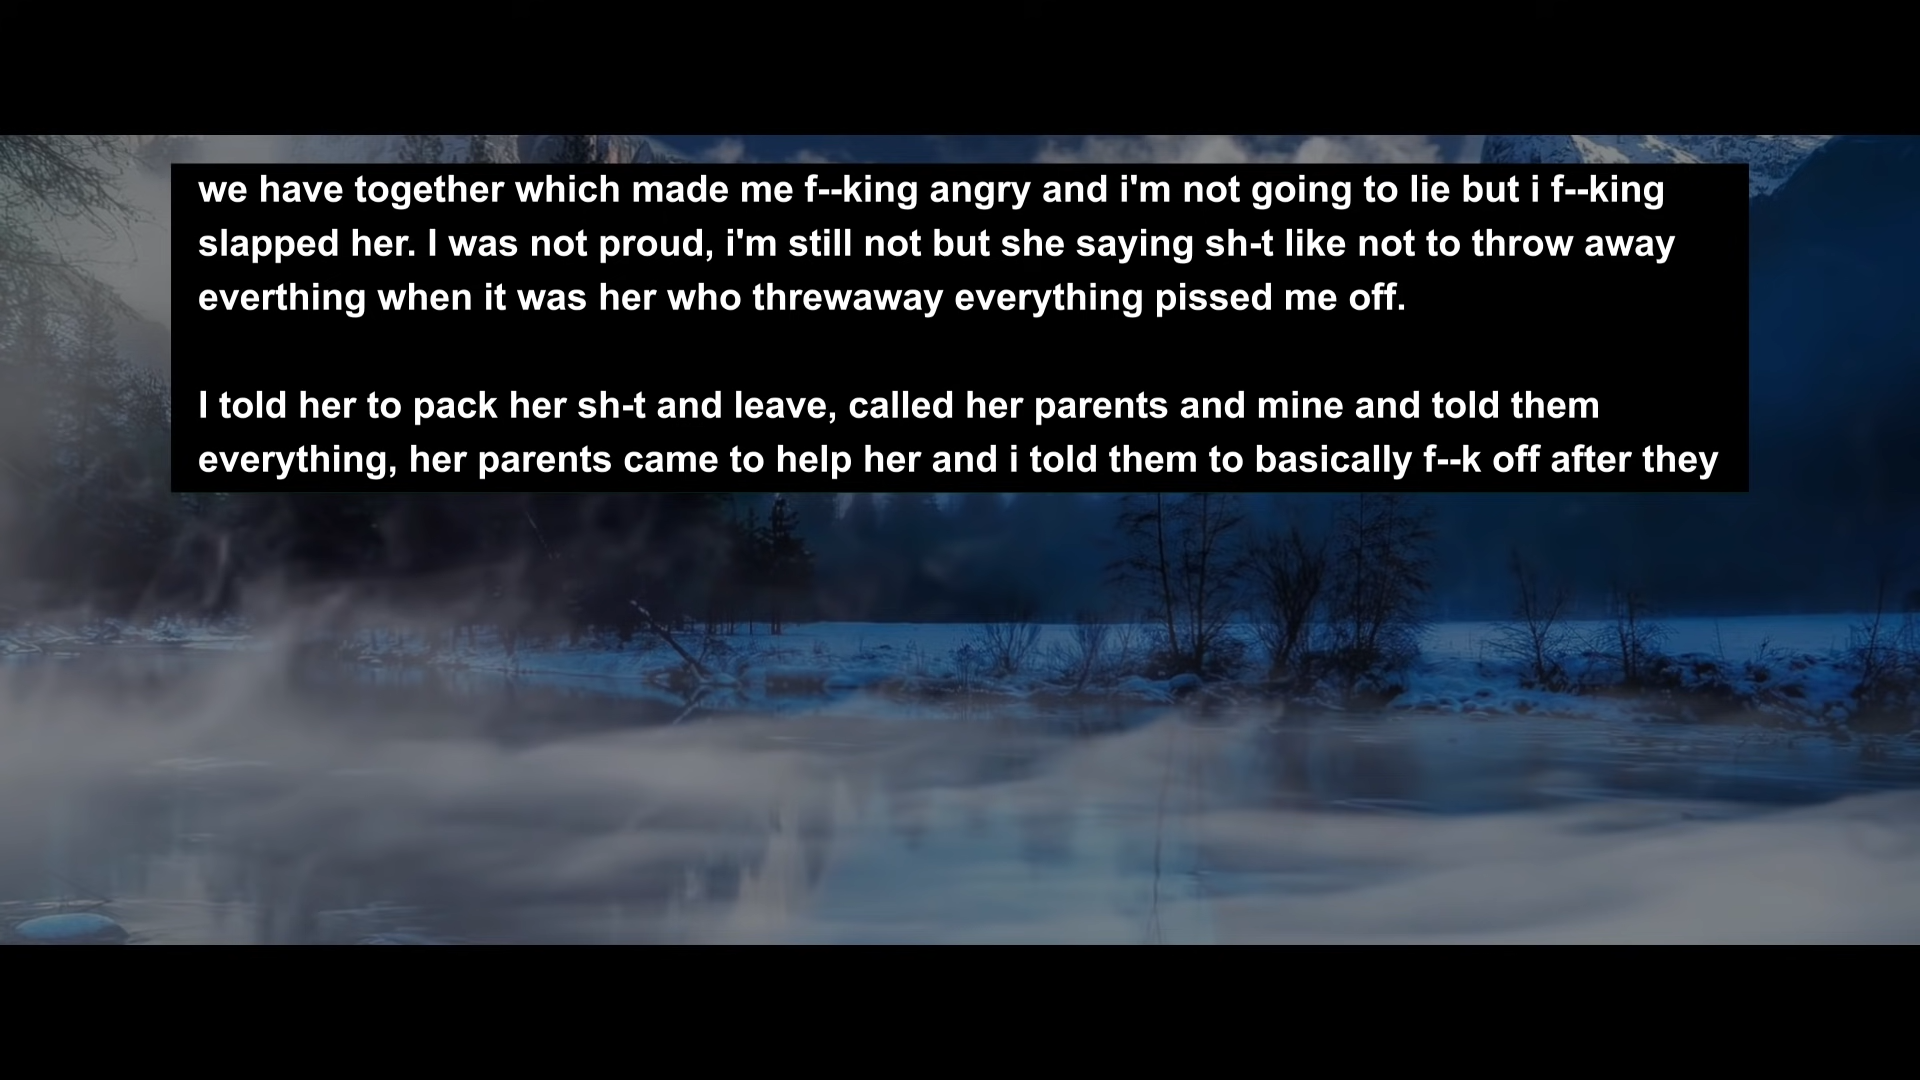 we have together which made me f--king angry and i'm not going to lie but i f--king
slapped her. I was not proud, i'm still not but she saying sh-t like not to throw away
everthing when it was her who threwaway everything pissed me off.
I told her to pack her sh-t and leave, called her parents and mine and told them
everything, her parents came to help her and i told them to basically f--k off after they